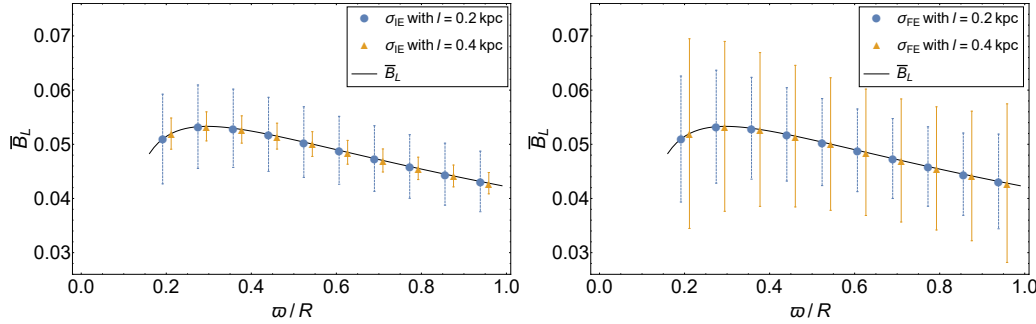 σIE with l = 0.2 kpc
σIE with l = 0.4 kpc
B̅L
0.07
0.06
0.05
0.04
0.03
B̅L
0.0 0.2 0.4 0.6 0.8 1.0
ϖ/R
σFE with l = 0.2 kpc
σFE with l = 0.4 kpc
B̅L
0.07
0.06
0.05
0.04
0.03
B̅L
0.0 0.2 0.4 0.6 0.8 1.0
ϖ/R